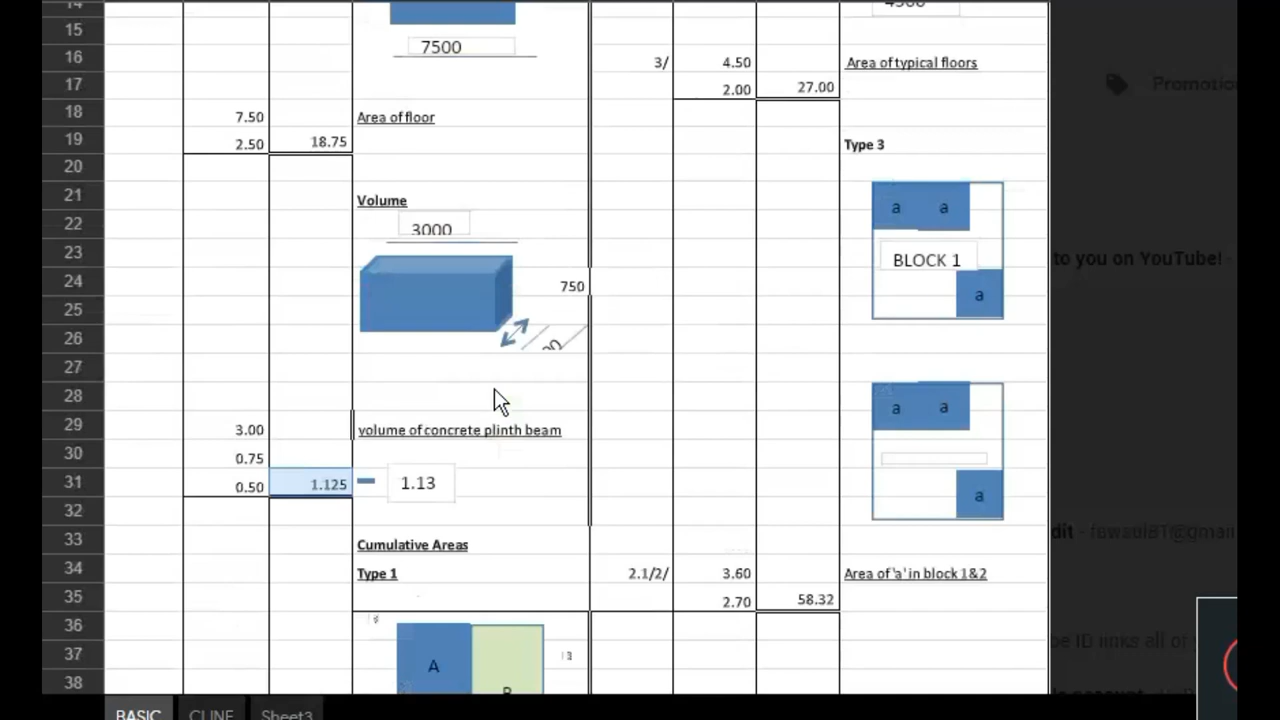 14
15
7500
16
3/ 4.50 Area of typical floors
17
2.00 27.00
18
7.50 Area of floor
19
2.50 18.75
Type 3
20
21
Volume
a a
22
3000
23
BLOCK 1
to you on YouTube!
24
750
a
25
26
27
28
a a
29
3.00 volume of concrete plinth beam
30
0.75
31
0.50 1.125 1.13
a
32
33
Cumulative Areas
34
Type 1 2.1/2/ 3.60 Area of 'a' in block 1&2
35
2.70 58.32
36
37
A
38
B
BASIC CLINE Sheet3